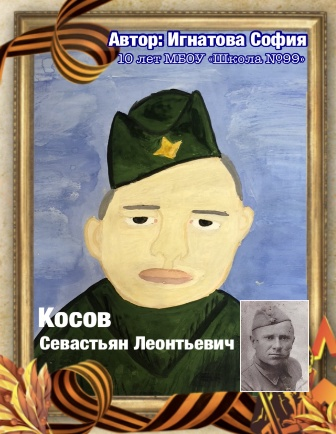 Автор: Игнатова София
10 лет МБОУ «Школа №99»
Косов
Севастьян Леонтьевич